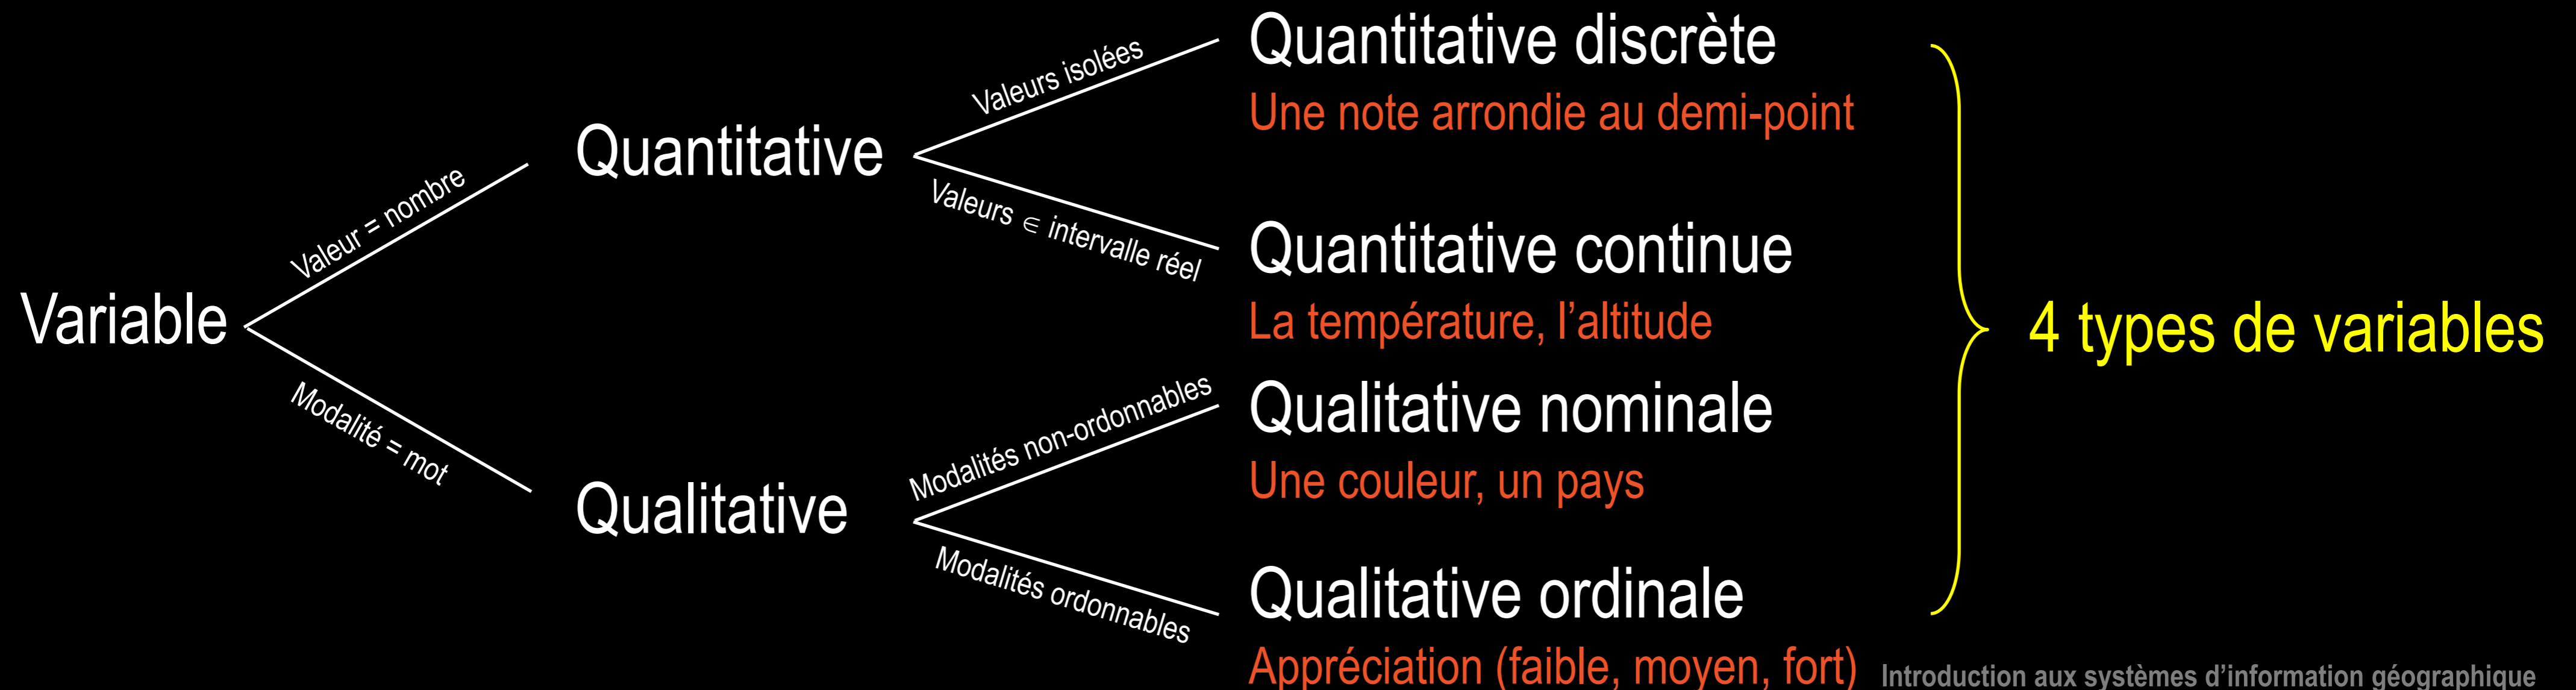 Variable
Valeur = nombre
Modalité = mot
Quantitative
Valeurs isolées
Valeurs ∈ intervalle réel
Qualitative
Modalités non-ordonnables
Modalités ordonnables
Quantitative discrète
Une note arrondie au demi-point
Quantitative continue
La température, l’altitude
Qualitative nominale
Une couleur, un pays
Qualitative ordinale
Appréciation (faible, moyen, fort)
4 types de variables
Introduction aux systèmes d’information géographique